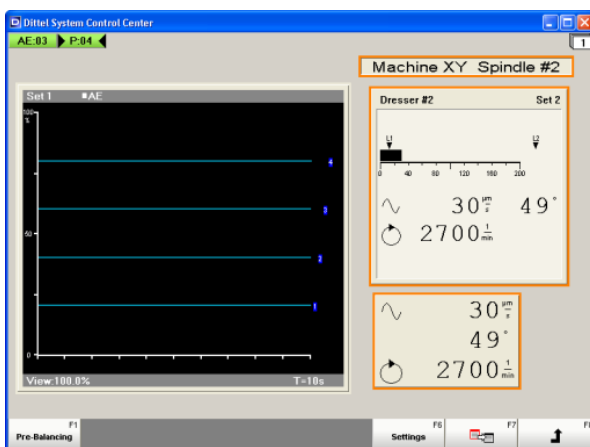 Dittel System Control Center
AE:03 P:04
1
Machine XY Spindle #2
Set 1 ■AE
100
%
50
0
4
3
2
1
View:100.0% T=10s
Dresser #2 Set 2
L1 L2
0 40 80 120 160 200
30 µm/s 49°
2700 1/min
30 µm/s
49°
2700 1/min
F1
Pre-Balancing
F6
Settings
F7